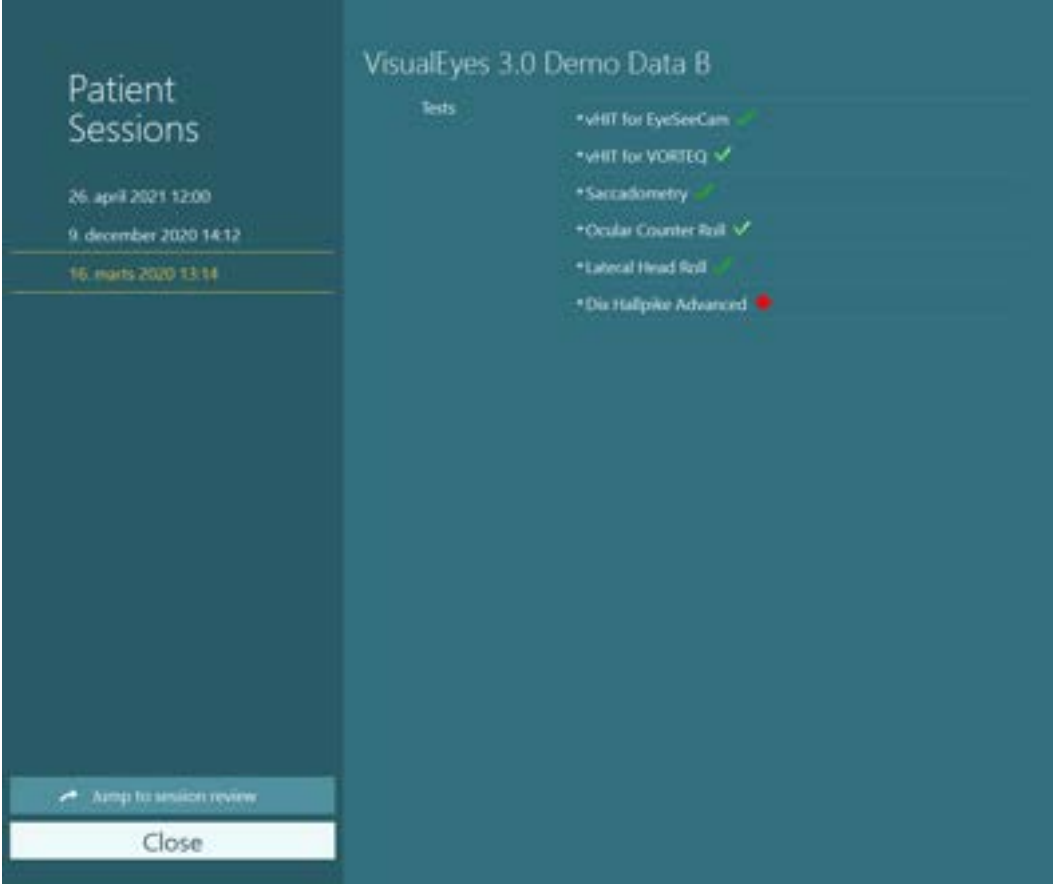 Patient
Sessions
26. april 2021 12:00
9. december 2020 14:12
16. marts 2020 13:14
Jump to session review
Close
VisualEyes 3.0 Demo Data B
Tests
*vHIT for EyeSeeCam
*vHIT for VORTEQ
*Saccadometry
*Ocular Counter Roll
*Lateral Head Roll
*Dix Hallpike Advanced